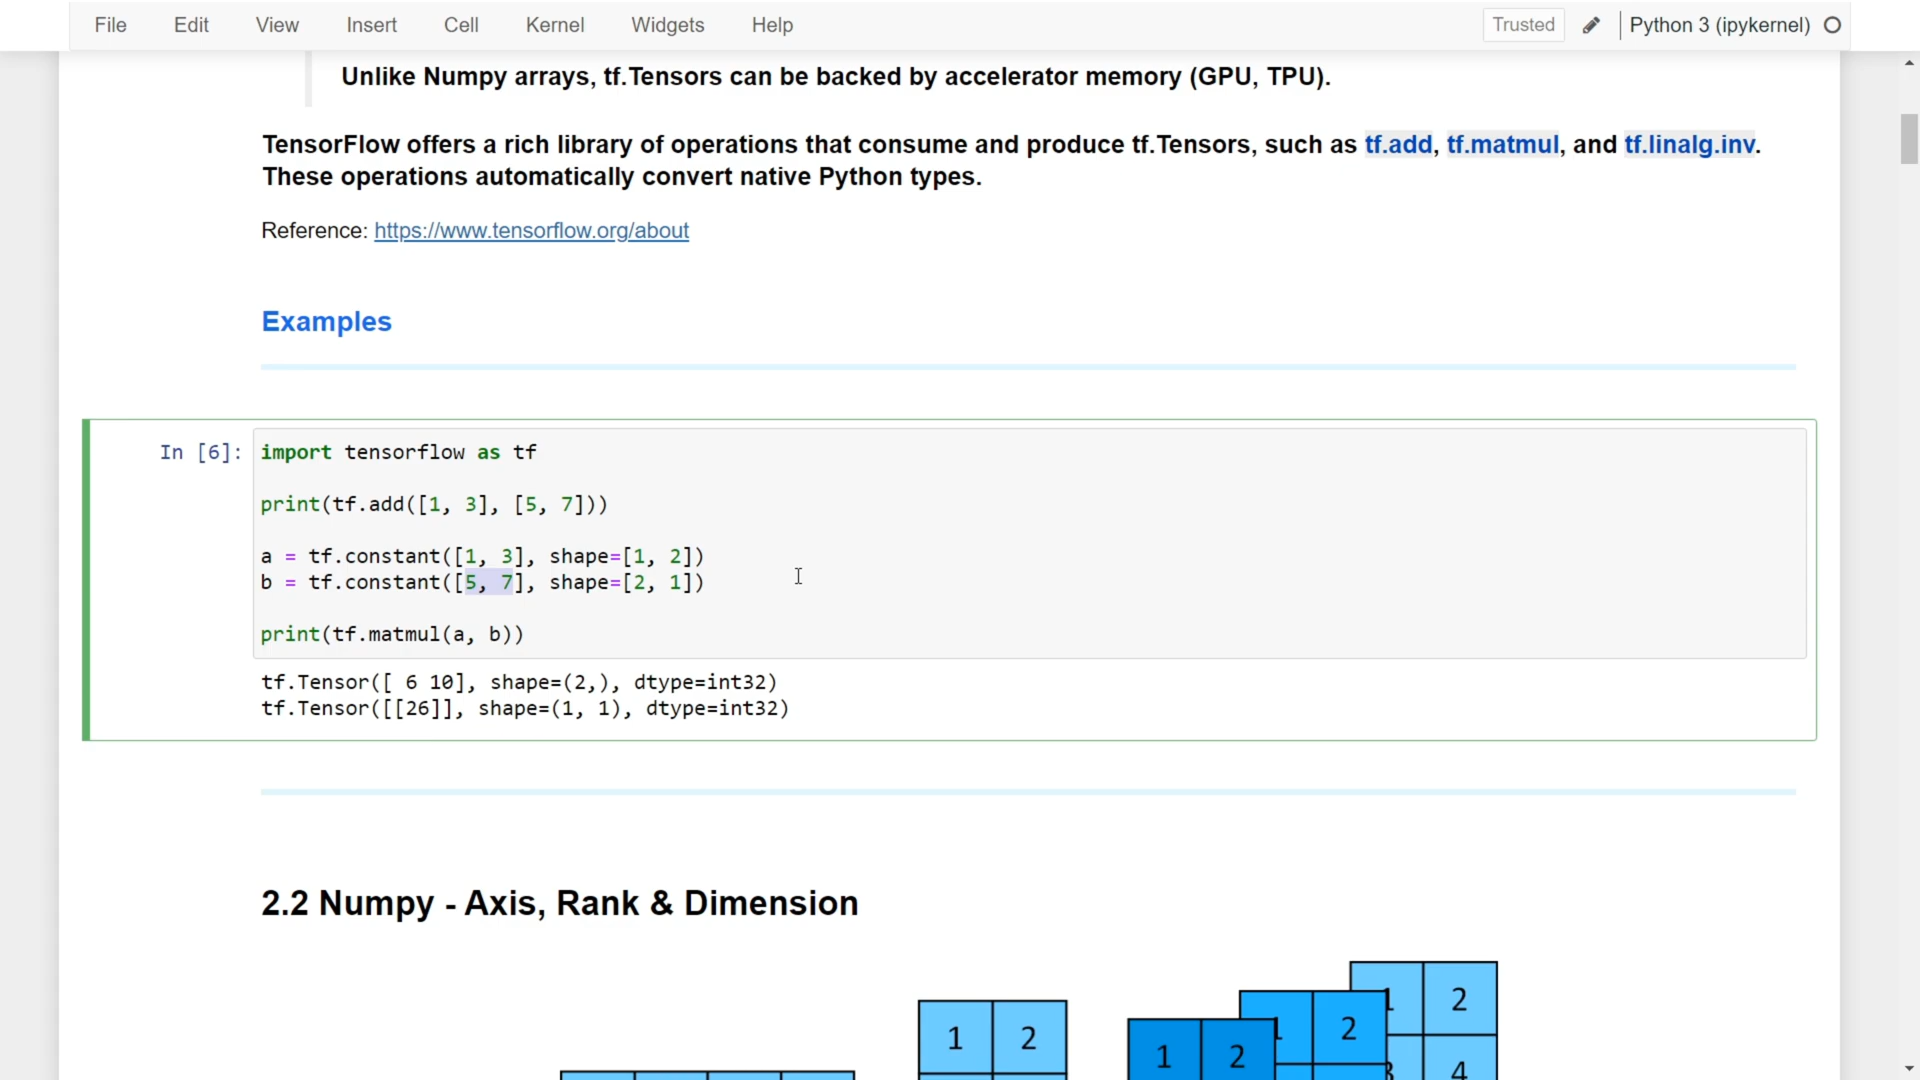 File Edit View Insert Cell Kernel Widgets Help Trusted Python 3 (ipykernel)
Unlike Numpy arrays, tf.Tensors can be backed by accelerator memory (GPU, TPU).
TensorFlow offers a rich library of operations that consume and produce tf.Tensors, such as tf.add, tf.matmul, and tf.linalg.inv.
These operations automatically convert native Python types.
Reference: https://www.tensorflow.org/about
Examples
In [6]: import tensorflow as tf
print(tf.add([1, 3], [5, 7]))
a = tf.constant([1, 3], shape=[1, 2])
b = tf.constant([5, 7], shape=[2, 1])
print(tf.matmul(a, b))
tf.Tensor([ 6 10], shape=(2,), dtype=int32)
tf.Tensor([[26]], shape=(1, 1), dtype=int32)
2.2 Numpy - Axis, Rank & Dimension
1 2
1 2
1 2
1 2
3 4